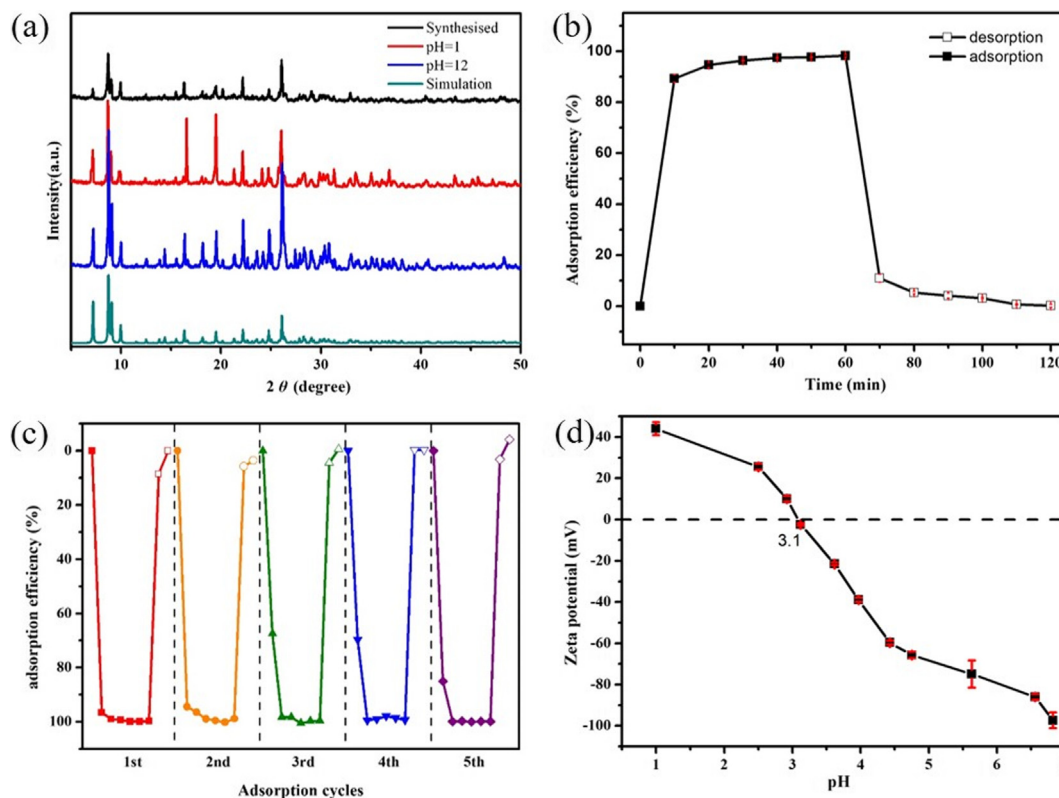 (a)
Synthesised
pH=1
pH=12
Simulation
Intensity(a.u.)
10
20
30
40
50
2 θ (degree)
(b)
desorption
adsorption
Adsorption efficiency (%)
100
80
60
40
20
0
0
20
40
60
80
100
120
Time (min)
(c)
adsorption efficiency (%)
0
20
40
60
80
100
1st
2nd
3rd
4th
5th
Adsorption cycles
(d)
Zeta potential (mV)
40
20
0
-20
-40
-60
-80
-100
3.1
1
2
3
4
5
6
pH